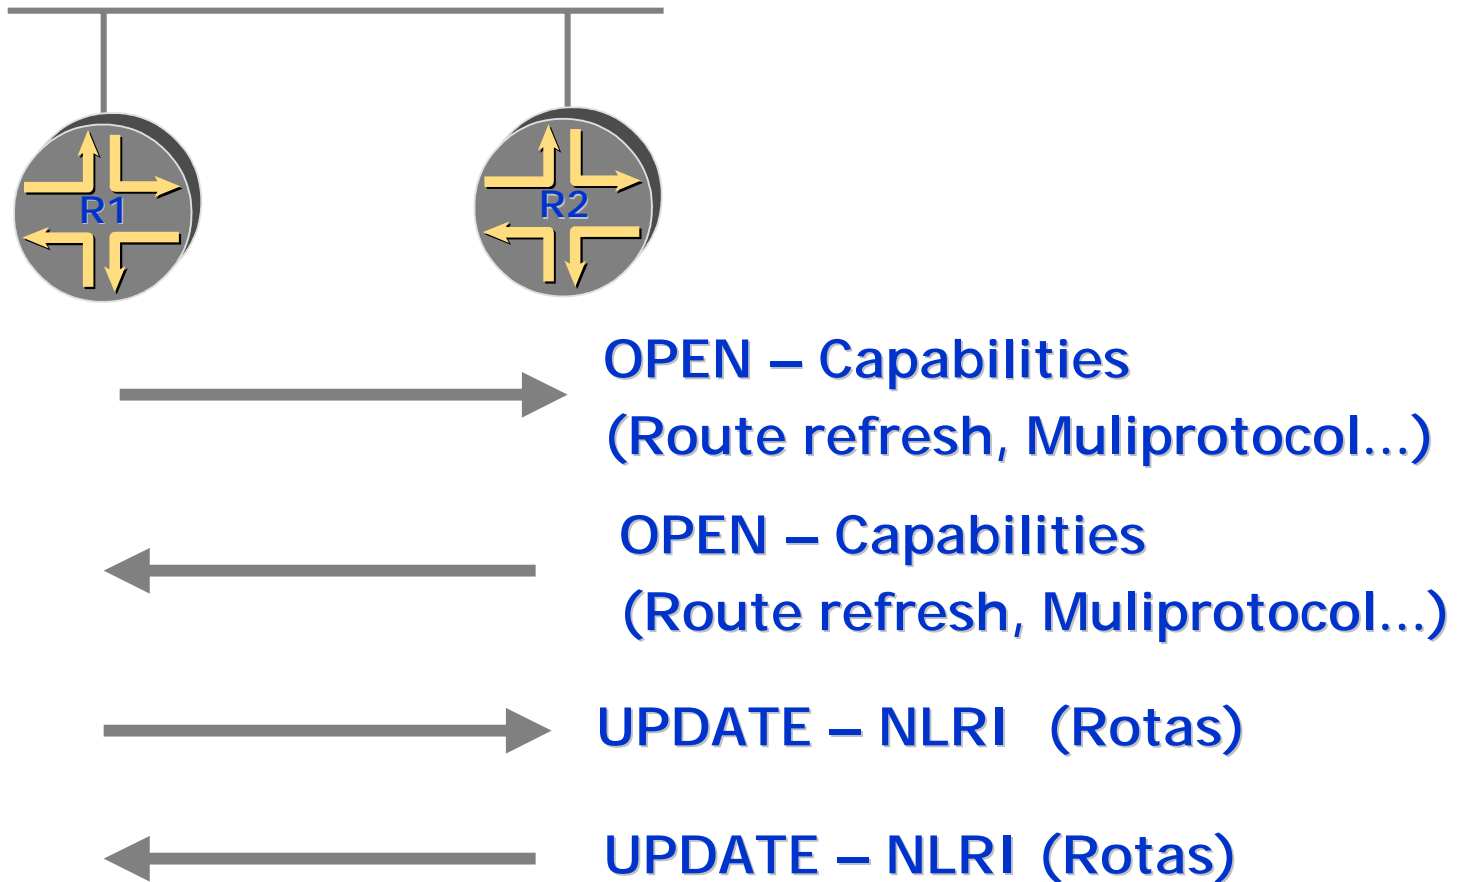 R1
R2
OPEN – Capabilities
(Route refresh, Muliprotocol...)
OPEN – Capabilities
(Route refresh, Muliprotocol...)
UPDATE – NLRI (Rotas)
UPDATE – NLRI (Rotas)